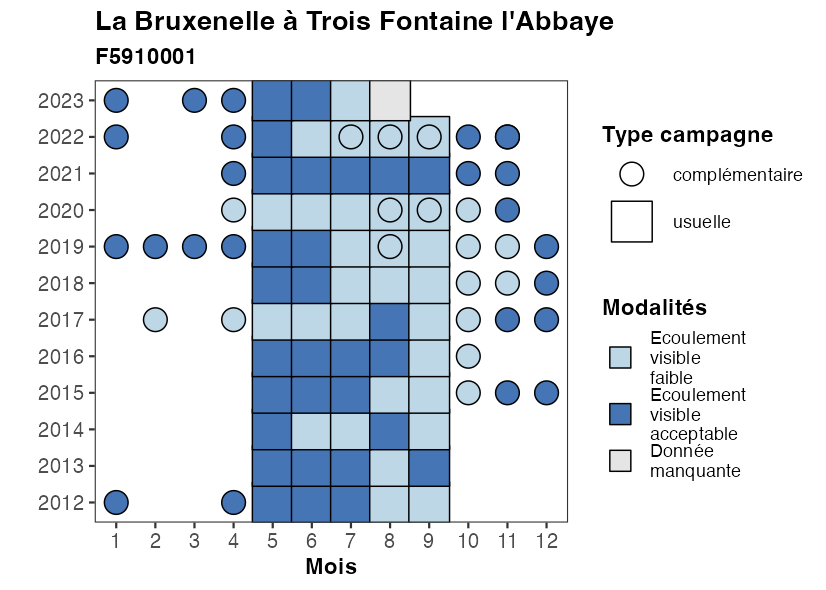 La Bruxenelle à Trois Fontaine l'Abbaye
F5910001
2023
2022
2021
2020
2019
2018
2017
2016
2015
2014
2013
2012
1 2 3 4 5 6 7 8 9 10 11 12
Mois
Type campagne
complémentaire
usuelle
Modalités
Ecoulement
visible
faible
Ecoulement
visible
acceptable
Donnée
manquante